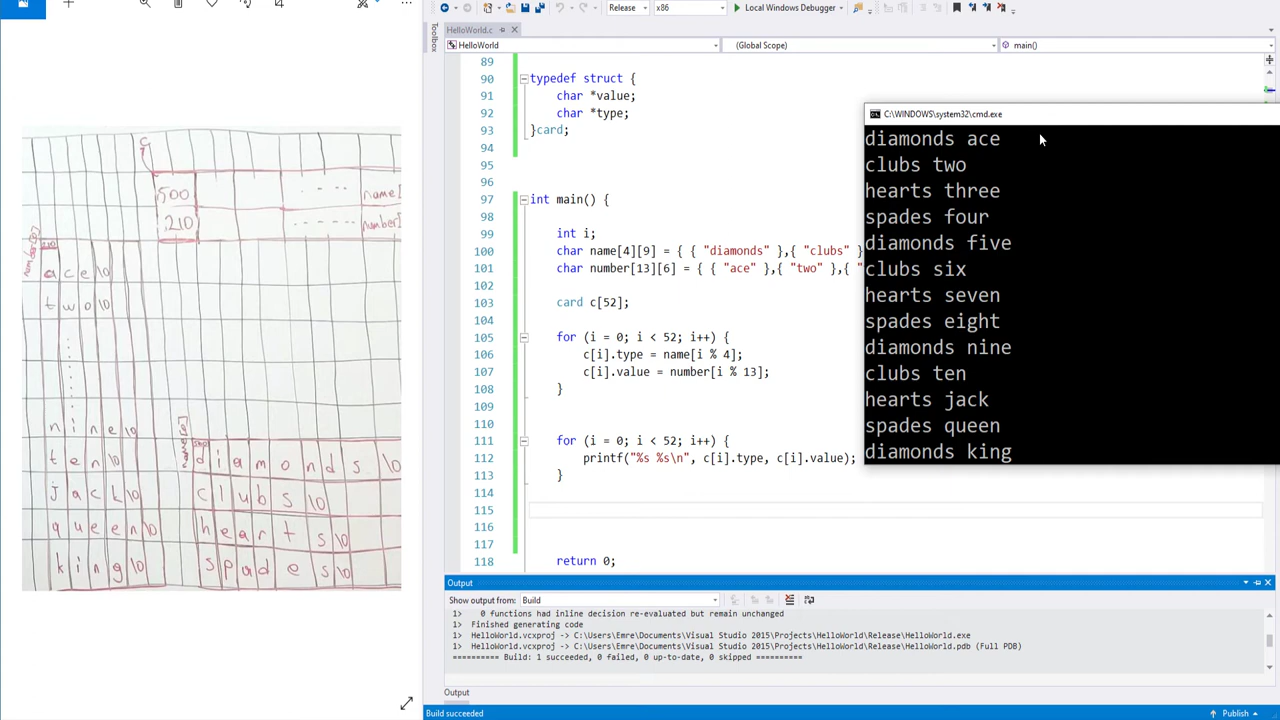 Release
x86
Local Windows Debugger
HelloWorld.c
HelloWorld
(Global Scope)
main()
Toolbox
89
90 typedef struct {
91 char *value;
92 char *type;
93 }card;
94
95
96
97 int main() {
98
99 int i;
100 char name[4][9] = { { "diamonds" },{ "clubs" }
101 char number[13][6] = { { "ace" },{ "two" },{ "
102
103 card c[52];
104
105 for (i = 0; i < 52; i++) {
106 c[i].type = name[i % 4];
107 c[i].value = number[i % 13];
108 }
109
110
111 for (i = 0; i < 52; i++) {
112 printf("%s %s\n", c[i].type, c[i].value);
113 }
114
115
116
117
118 return 0;
C:\WINDOWS\system32\cmd.exe
diamonds ace
clubs two
hearts three
spades four
diamonds five
clubs six
hearts seven
spades eight
diamonds nine
clubs ten
hearts jack
spades queen
diamonds king
Output
Show output from: Build
1> 0 functions had inline decision re-evaluated but remain unchanged
1> Finished generating code
1> HelloWorld.vcxproj -> C:\Users\Emre\Documents\Visual Studio 2015\Projects\HelloWorld\Release\HelloWorld.exe
1> HelloWorld.vcxproj -> C:\Users\Emre\Documents\Visual Studio 2015\Projects\HelloWorld\Release\HelloWorld.pdb (Full PDB)
========== Build: 1 succeeded, 0 failed, 0 up-to-date, 0 skipped ==========
Output
Build succeeded
Publish
c
500 .... name[
210 ...... number[
number[0]
210
ace\0
two\0
nine\0
ten\0
jack\0
queen\0
king\0
name[0]
500
diamonds\0
clubs\0
hearts\0
spades\0